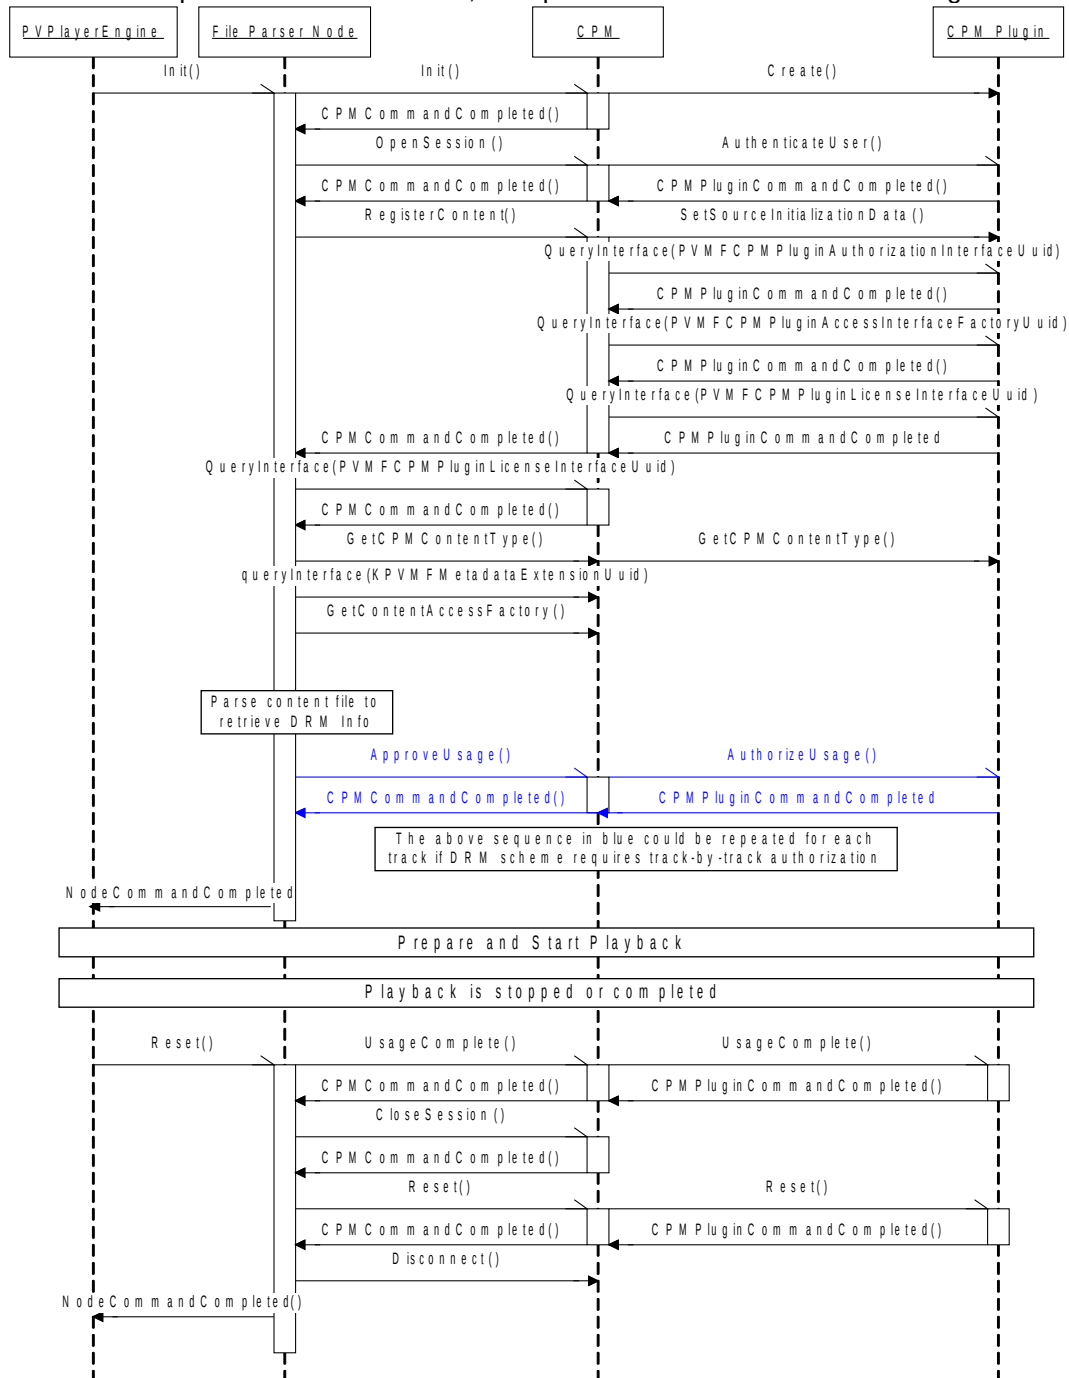 PVPlayerEngine
File Parser Node
CPM
CPM Plugin
Init()
Init()
Create()
CPMCommandCompleted()
OpenSession()
AuthenticateUser()
CPMCommandCompleted()
CPMPluginCommandCompleted()
RegisterContent()
SetSourceInitializationData()
QueryInterface(PVMFCPMPluginAuthorizationInterfaceUuid)
CPMPluginCommandCompleted()
QueryInterface(PVMFCPMPluginAccessInterfaceFactoryUuid)
CPMPluginCommandCompleted()
QueryInterface(PVMFCPMPluginLicenseInterfaceUuid)
CPMCommandCompleted()
CPMPluginCommandCompleted
QueryInterface(PVMFCPMPluginLicenseInterfaceUuid)
CPMCommandCompleted()
GetCPMContentType()
GetCPMContentType()
queryInterface(KPVMFMetadataExtensionUuid)
GetContentAccessFactory()
Parse content file to
retrieve DRM Info
ApproveUsage()
AuthorizeUsage()
CPMCommandCompleted()
CPMPluginCommandCompleted
The above sequence in blue could be repeated for each
track if DRM scheme requires track-by-track authorization
NodeCommandCompleted
Prepare and Start Playback
Playback is stopped or completed
Reset()
UsageComplete()
UsageComplete()
CPMCommandCompleted()
CPMPluginCommandCompleted()
CloseSession()
CPMCommandCompleted()
Reset()
Reset()
CPMCommandCompleted()
CPMPluginCommandCompleted()
Disconnect()
NodeCommandCompleted()